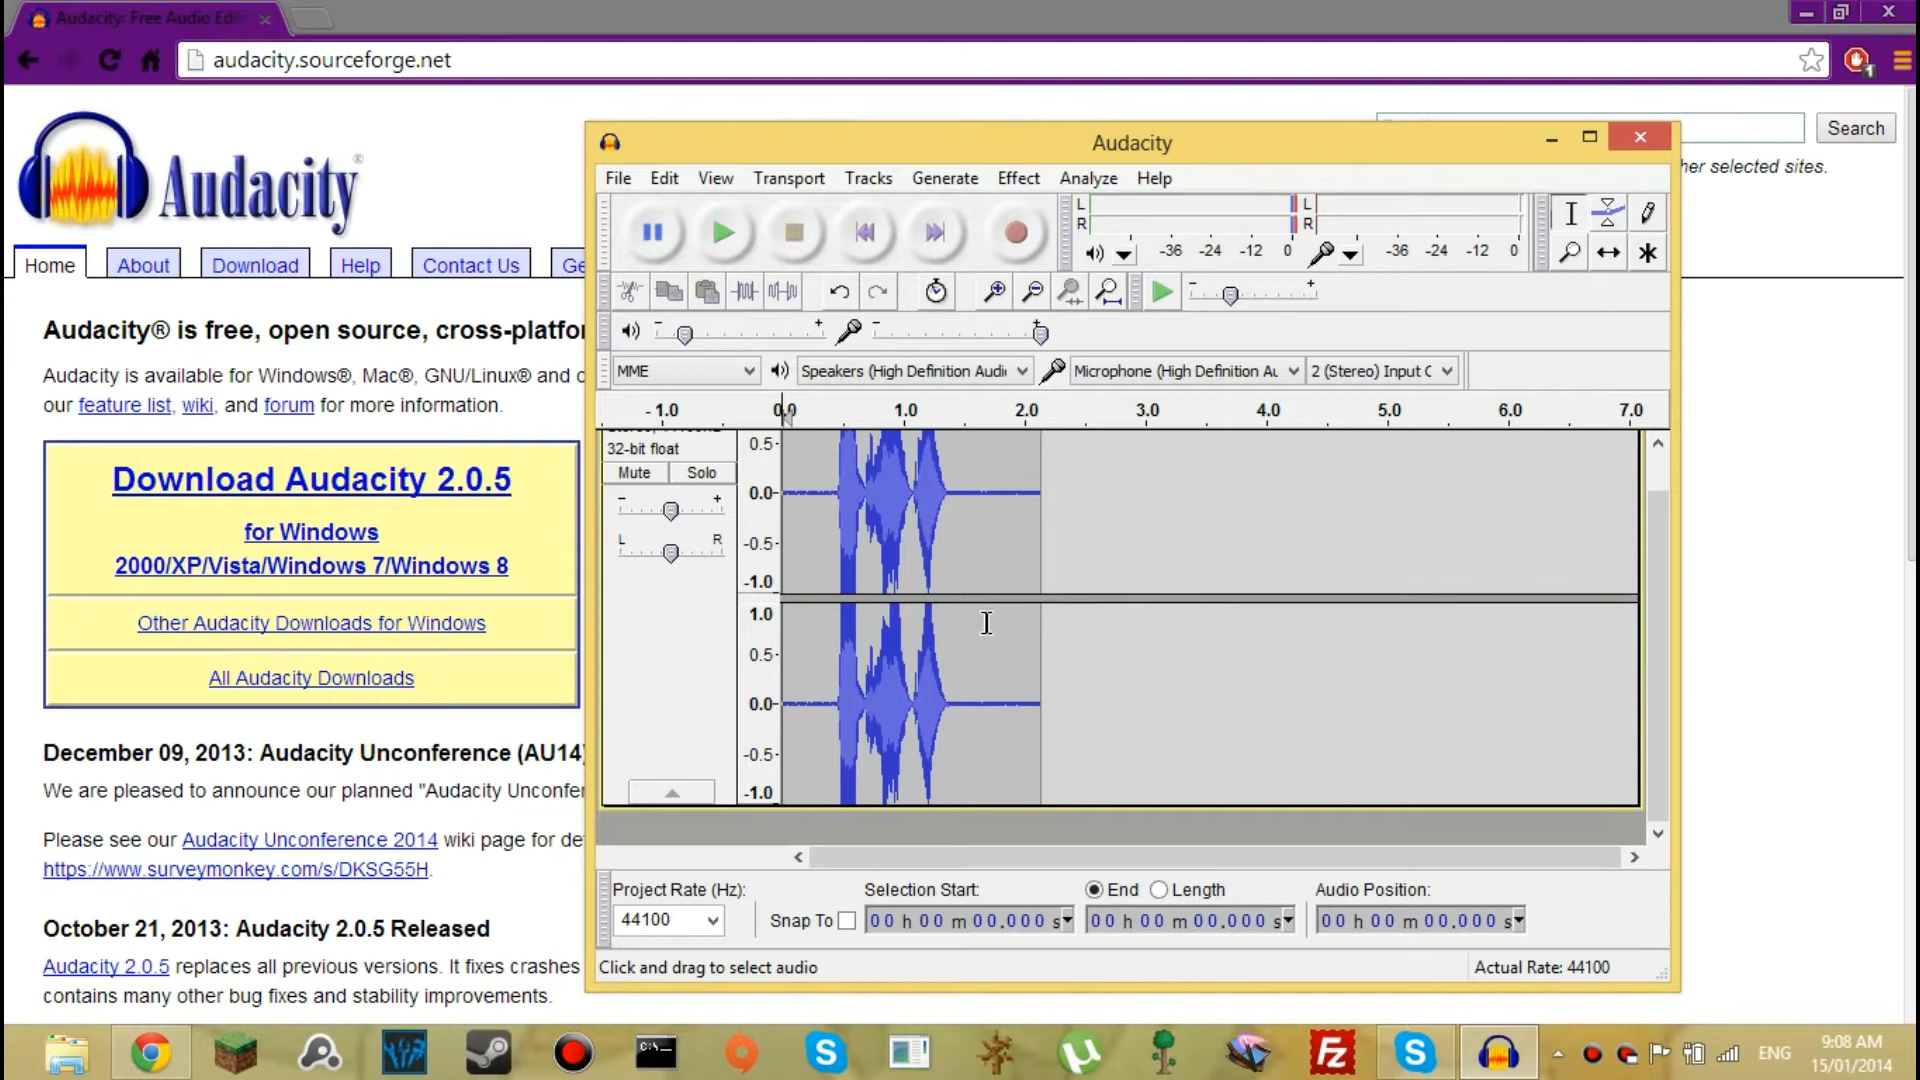 Audacity: Free Audio Edi
audacity.sourceforge.net
1
Audacity®
Search
her selected sites.
Home
About
Download
Help
Contact Us
Ge
Audacity® is free, open source, cross-platfo
Audacity is available for Windows®, Mac®, GNU/Linux® and o
our feature list, wiki, and forum for more information.
Download Audacity 2.0.5
for Windows
2000/XP/Vista/Windows 7/Windows 8
Other Audacity Downloads for Windows
All Audacity Downloads
December 09, 2013: Audacity Unconference (AU14)
We are pleased to announce our planned "Audacity Unconfer
Please see our Audacity Unconference 2014 wiki page for de
https://www.surveymonkey.com/s/DKSG55H.
October 21, 2013: Audacity 2.0.5 Released
Audacity 2.0.5 replaces all previous versions. It fixes crashes
contains many other bug fixes and stability improvements.
Audacity
File Edit View Transport Tracks Generate Effect Analyze Help
L L
R R
-36 -24 -12 0 -36 -24 -12 0
MME Speakers (High Definition Audi Microphone (High Definition Au 2 (Stereo) Input C
- 1.0 0.0 1.0 2.0 3.0 4.0 5.0 6.0 7.0
32-bit float
Mute Solo
- +
L R
0.5
0.0
-0.5
-1.0
1.0
0.5
0.0
-0.5
-1.0
Project Rate (Hz): Selection Start: End Length Audio Position:
44100 Snap To 00 h 00 m 00.000 s 00 h 00 m 00.000 s 00 h 00 m 00.000 s
Click and drag to select audio Actual Rate: 44100
C:\
ENG
9:08 AM
15/01/2014